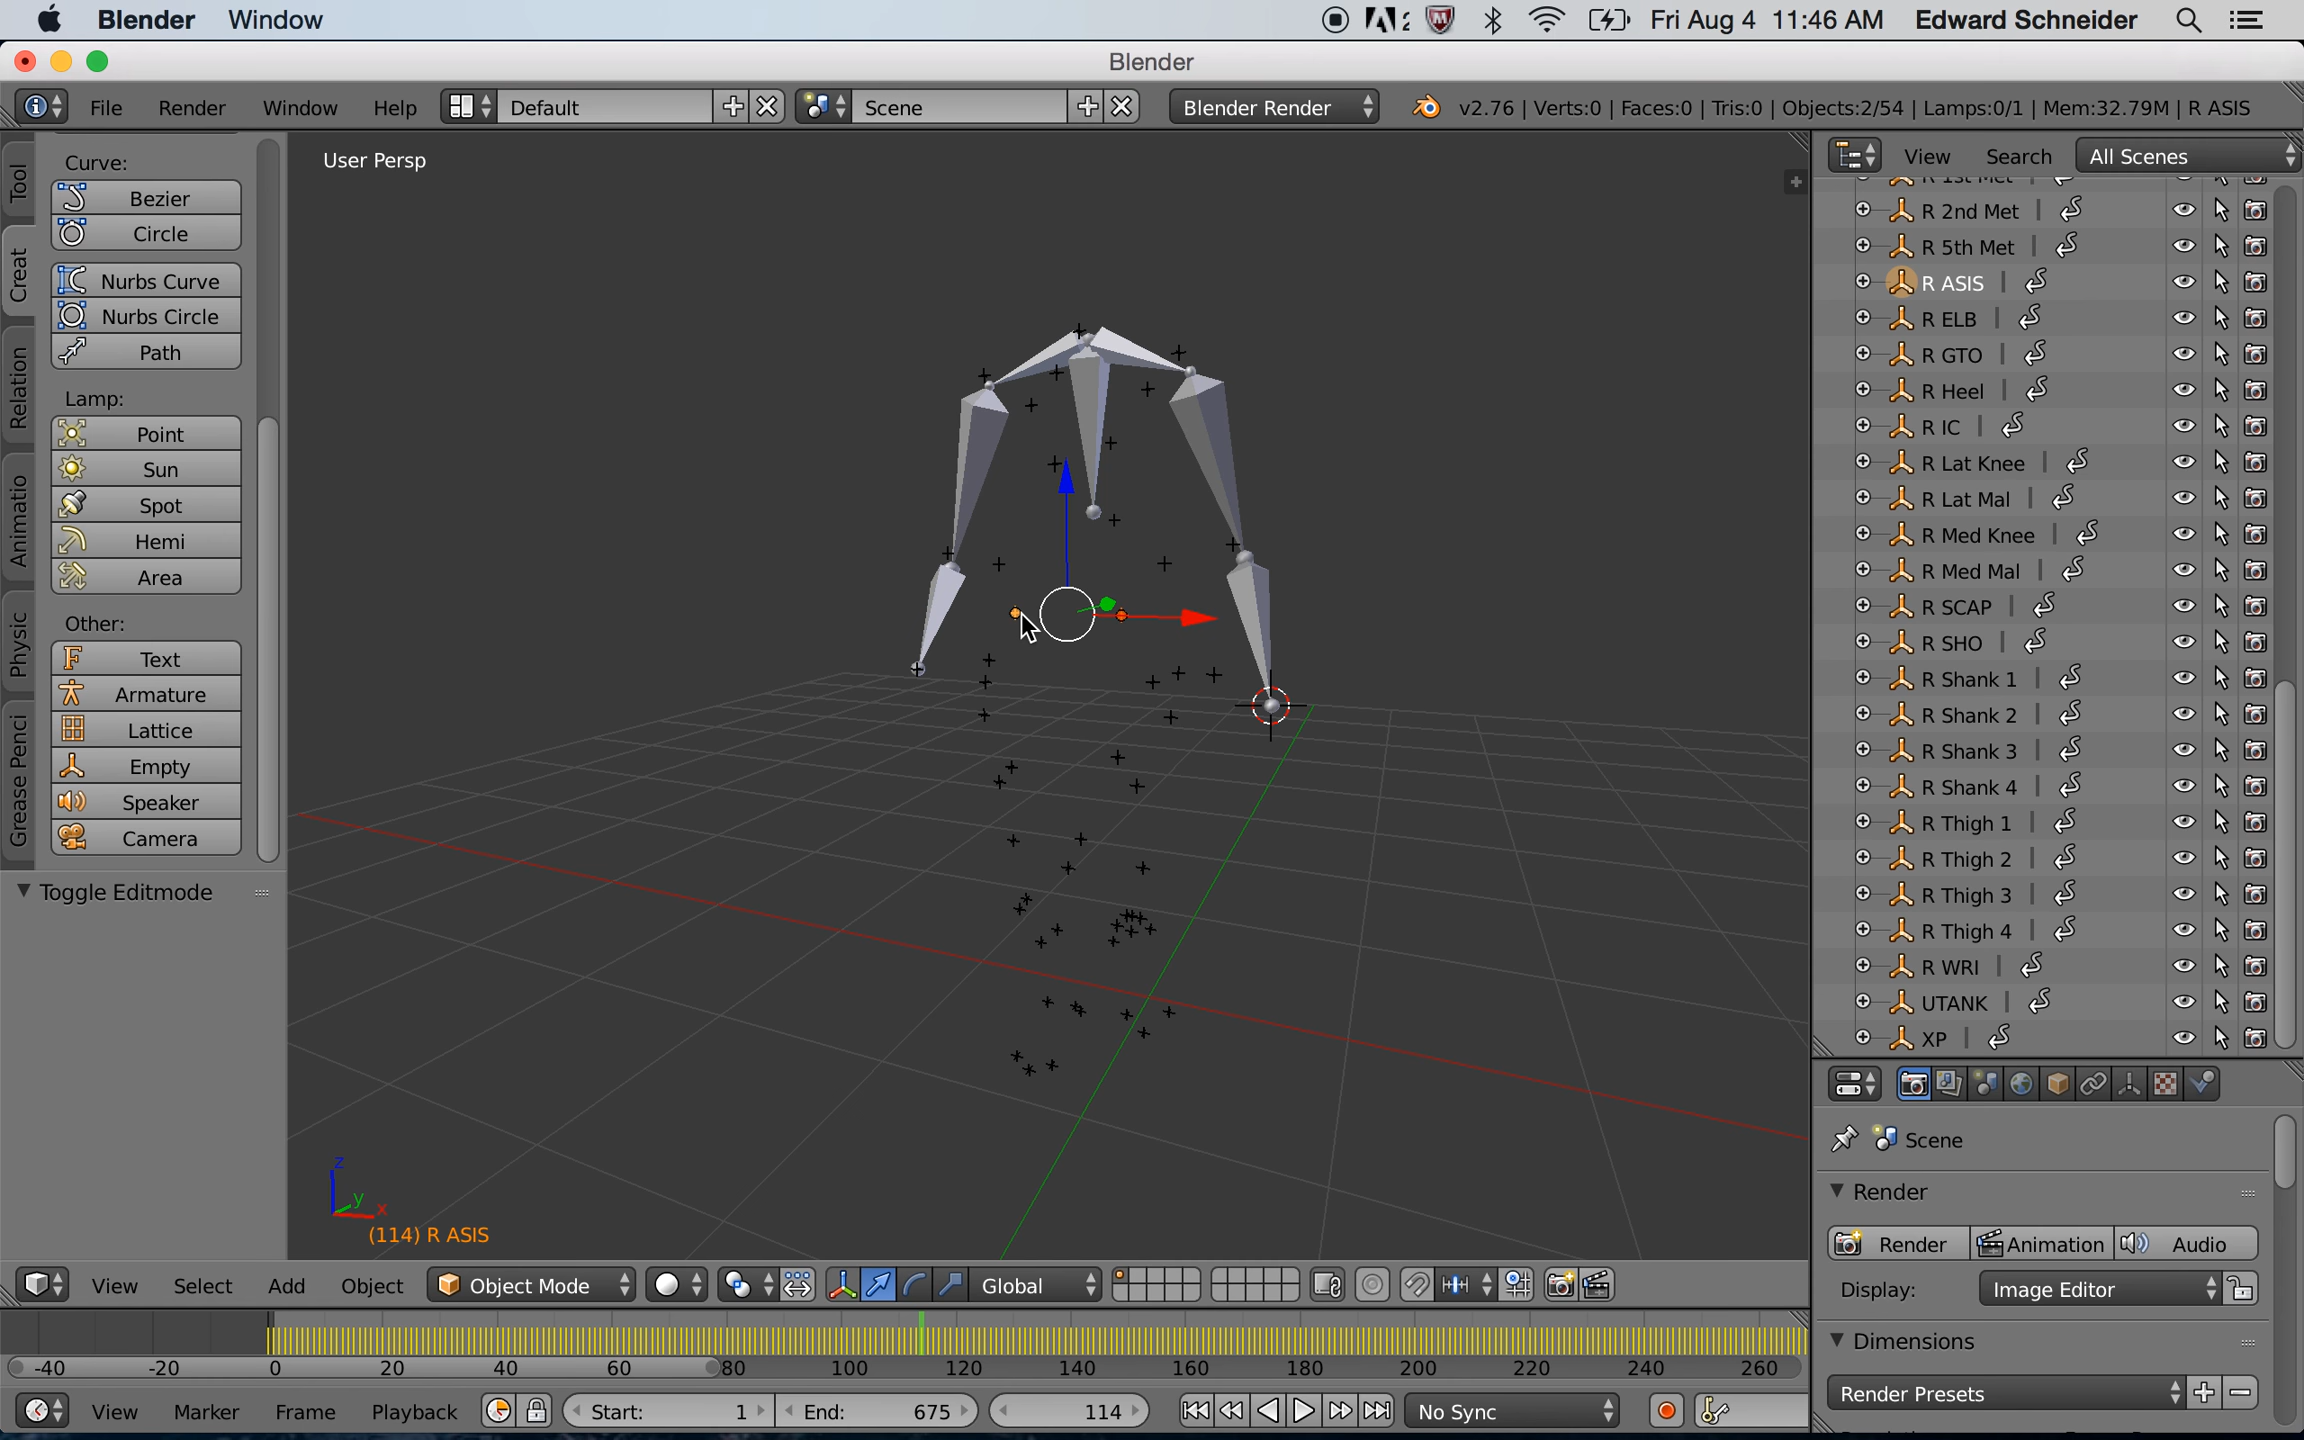 Blender Window 2 Fri Aug 4 11:46 AM Edward Schneider
Blender
File Render Window Help Default Scene Blender Render v2.76 | Verts:0 | Faces:0 | Tris:0 | Objects:2/54 | Lamps:0/1 | Mem:32.79M | R ASIS
Tool
Creat
Relation
Animatio
Physic
Grease Penci
Curve:
Bezier
Circle
Nurbs Curve
Nurbs Circle
Path
Lamp:
Point
Sun
Spot
Hemi
Area
Other:
Text
Armature
Lattice
Empty
Speaker
Camera
Toggle Editmode
User Persp
z
y
x
(114) R ASIS
View Search All Scenes
R 1st Met
R 2nd Met
R 5th Met
R ASIS
R ELB
R GTO
R Heel
R IC
R Lat Knee
R Lat Mal
R Med Knee
R Med Mal
R SCAP
R SHO
R Shank 1
R Shank 2
R Shank 3
R Shank 4
R Thigh 1
R Thigh 2
R Thigh 3
R Thigh 4
R WRI
UTANK
XP
Scene
Render
Render Animation Audio
Display: Image Editor
Dimensions
Render Presets
View Select Add Object Object Mode Global
-40 -20 0 20 40 60 80 100 120 140 160 180 200 220 240 260
View Marker Frame Playback Start: 1 End: 675 114 No Sync